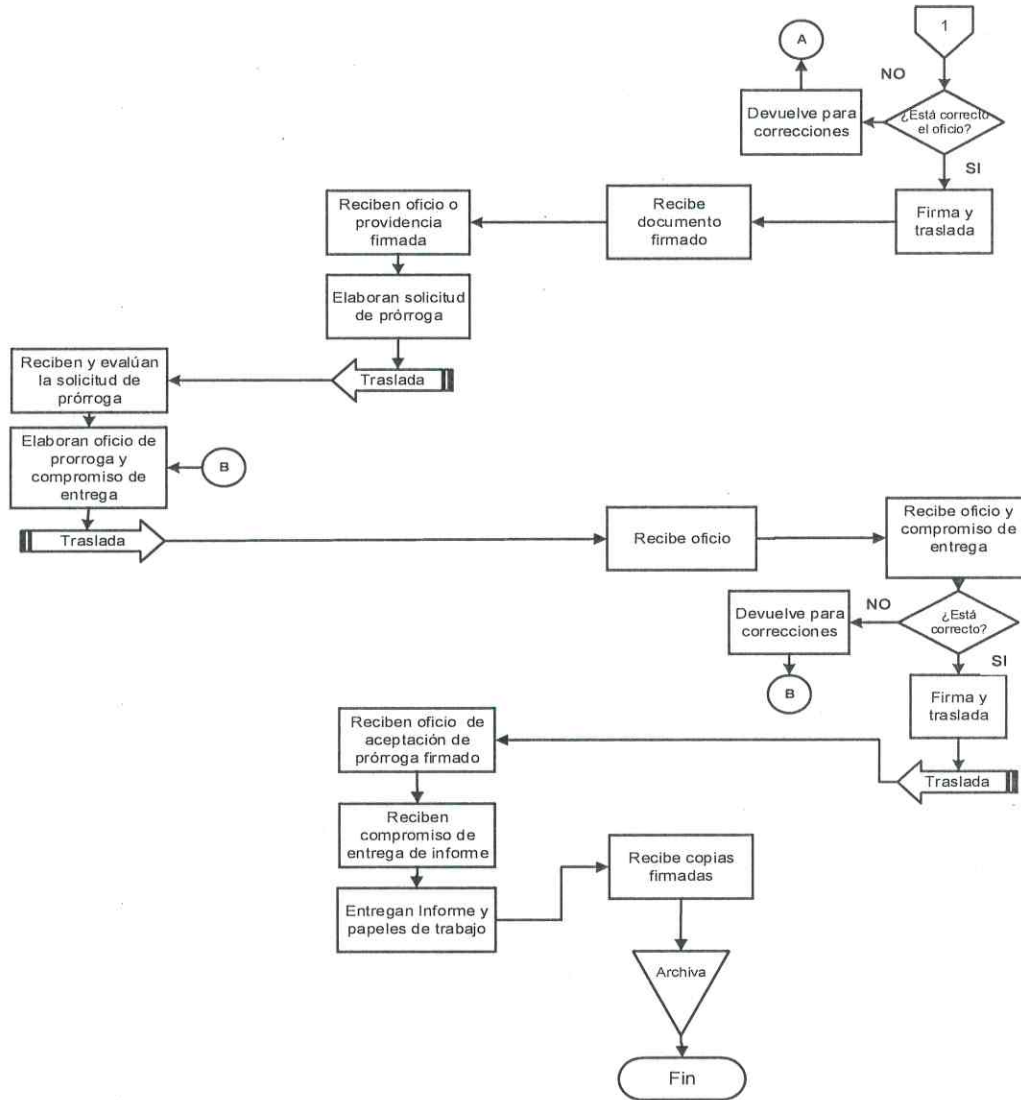 1
A
NO
Devuelve para
correcciones
¿Está correcto
el oficio?
SI
Reciben oficio o
providencia
firmada
Recibe
documento
firmado
Firma y
traslada
Elaboran solicitud
de prórroga
Reciben y evalúan
la solicitud de
prórroga
Traslada
Elaboran oficio de
prorroga y
compromiso de
entrega
B
Traslada
Recibe oficio
Recibe oficio y
compromiso de
entrega
Devuelve para
correcciones
NO
¿Está
correcto?
SI
B
Firma y
traslada
Reciben oficio de
aceptación de
prórroga firmado
Traslada
Reciben
compromiso de
entrega de informe
Recibe copias
firmadas
Entregan Informe y
papeles de trabajo
Archiva
Fin